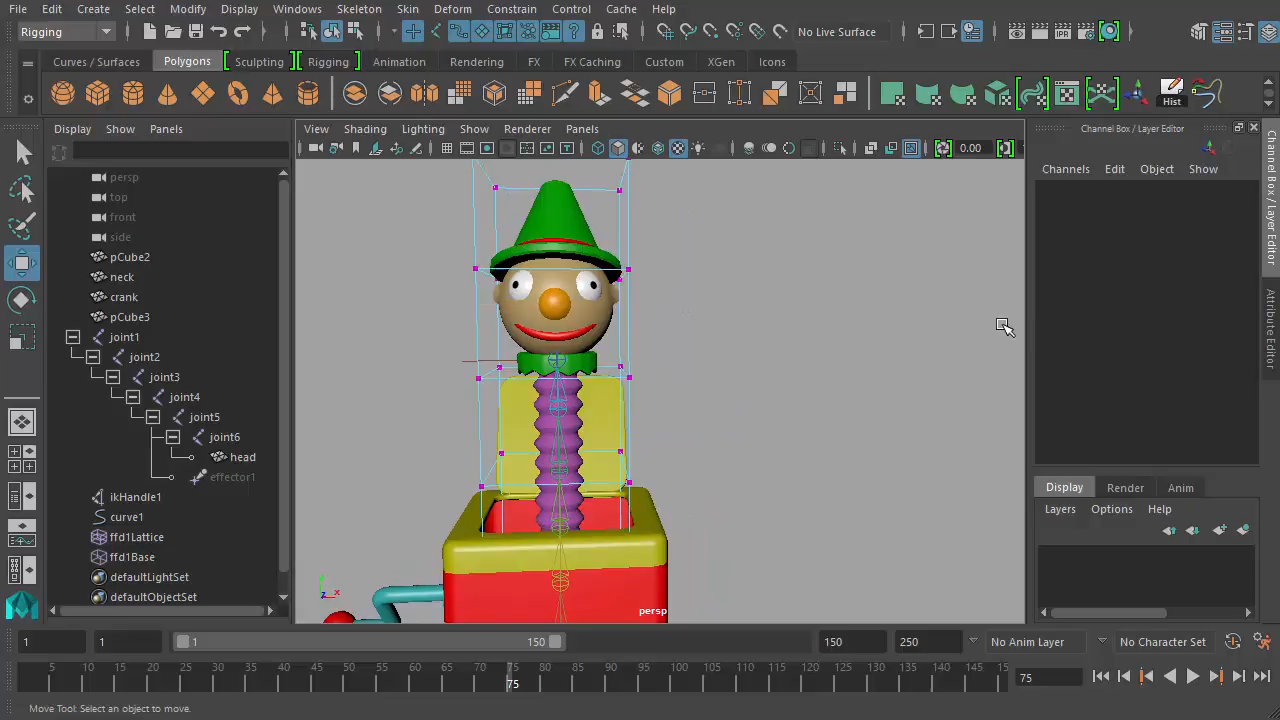 File Edit Create Select Modify Display Windows Skeleton Skin Deform Constrain Control Cache Help
Rigging No Live Surface
Curves / Surfaces Polygons Sculpting Rigging Animation Rendering FX FX Caching Custom XGen Icons
Hist
Display Show Panels
View Shading Lighting Show Renderer Panels
Channel Box / Layer Editor
0.00
Channels Edit Object Show
persp
top
front
side
pCube2
neck
crank
pCube3
joint1
joint2
joint3
joint4
joint5
joint6
head
effector1
ikHandle1
curve1
ffd1Lattice
ffd1Base
defaultLightSet
defaultObjectSet
y
z x
persp
Channel Box / Layer Editor
Attribute Editor
Display Render Anim
Layers Options Help
1 1 1 150 150 250 No Anim Layer No Character Set
5 10 15 20 25 30 35 40 45 50 55 60 65 70 75 80 85 90 95 100 105 110 115 120 125 130 135 140 145 150
75 75
Move Tool: Select an object to move.